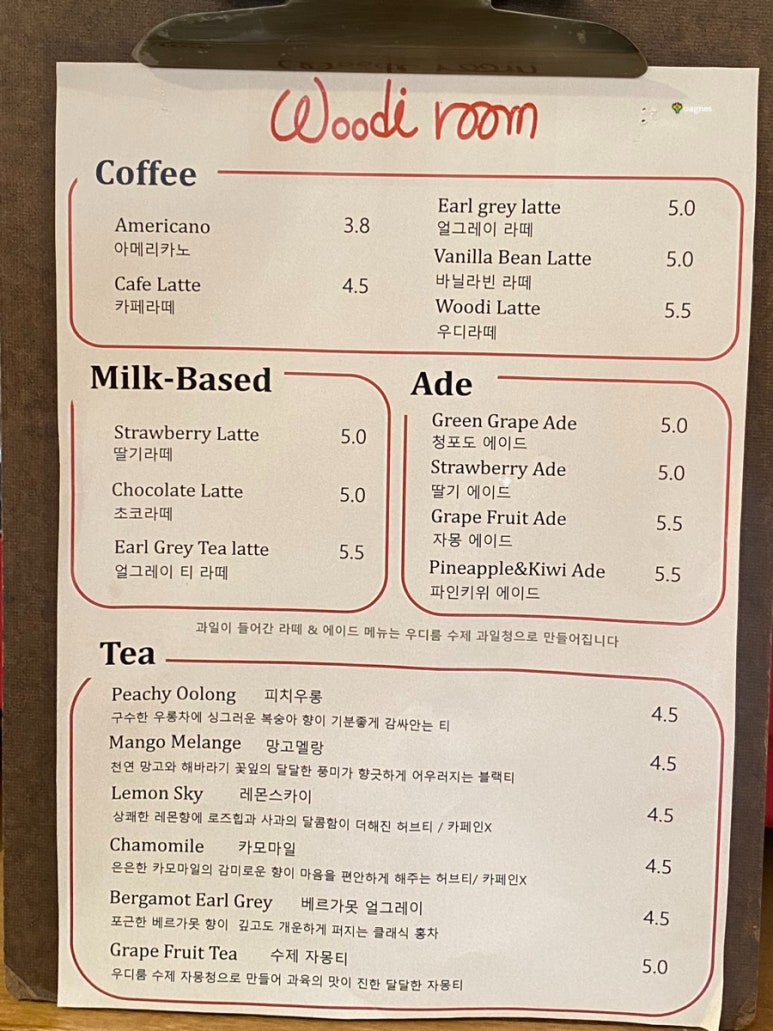 Woodi room
Coffee
Americano 3.8
아메리카노
Cafe Latte 4.5
카페라떼
Earl grey latte 5.0
얼그레이 라떼
Vanilla Bean Latte 5.0
바닐라빈 라떼
Woodi Latte 5.5
우디라떼
Milk-Based
Strawberry Latte 5.0
딸기라떼
Chocolate Latte 5.0
초코라떼
Earl Grey Tea latte 5.5
얼그레이 티 라떼
Ade
Green Grape Ade 5.0
청포도 에이드
Strawberry Ade 5.0
딸기 에이드
Grape Fruit Ade 5.5
자몽 에이드
Pineapple&Kiwi Ade 5.5
파인키위 에이드
과일이 들어간 라떼 & 에이드 메뉴는 우디룸 수제 과일청으로 만들어집니다
Tea
Peachy Oolong 피치우롱
구수한 우롱차에 싱그러운 복숭아 향이 기분좋게 감싸안는 티 4.5
Mango Melange 망고멜랑
천연 망고와 해바라기 꽃잎의 달달한 풍미가 향긋하게 어우러지는 블랙티 4.5
Lemon Sky 레몬스카이
상쾌한 레몬향에 로즈힙과 사과의 달콤함이 더해진 허브티 / 카페인X 4.5
Chamomile 카모마일
은은한 카모마일의 감미로운 향이 마음을 편안하게 해주는 허브티/ 카페인X 4.5
Bergamot Earl Grey 베르가못 얼그레이
포근한 베르가못 향이 깊고도 개운하게 퍼지는 클래식 홍차 4.5
Grape Fruit Tea 수제 자몽티
우디룸 수제 자몽청으로 만들어 과육의 맛이 진한 달달한 자몽티 5.0